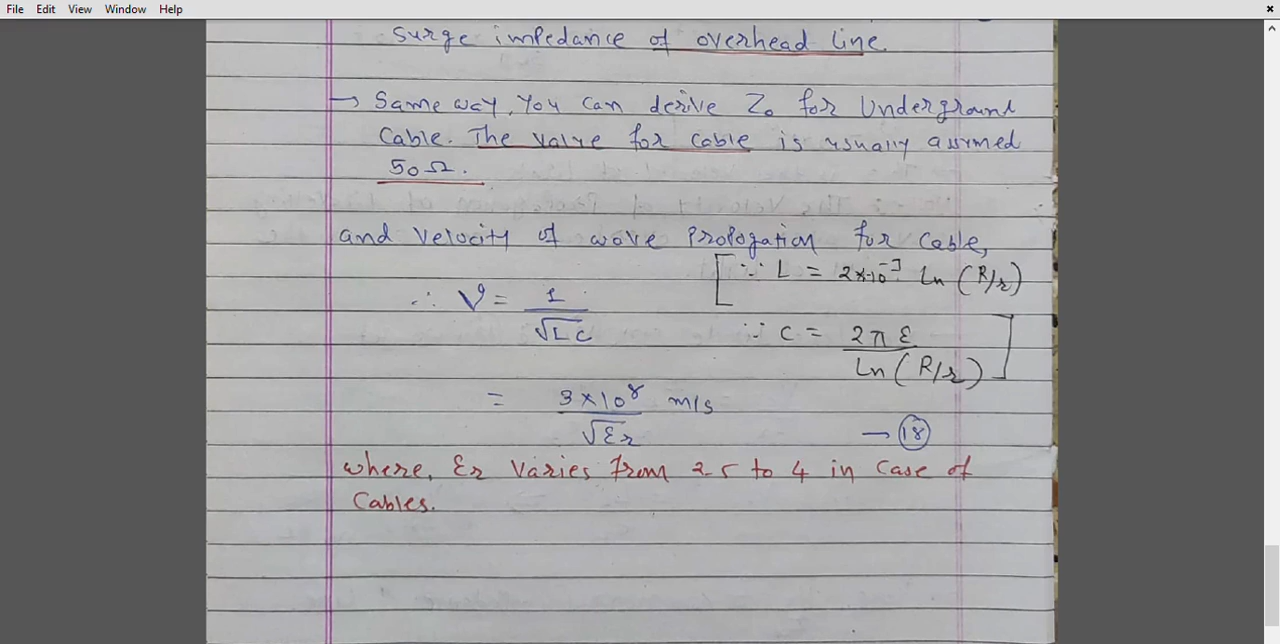 File Edit View Window Help
Surge impedance of overhead line.
→ Same way, You can derive Z₀ for Underground
Cable. The value for cable is usually assumed
50Ω.
and velocity of wave Propogation for cable,
[∵ L = 2×10⁻⁷ ln (R/r)
∴ V = 1/√LC
∵ C = 2πε / ln (R/r)]
= 3×10⁸/√εr m/s
→ (18)
where, εr varies from 2.5 to 4 in case of
Cables.